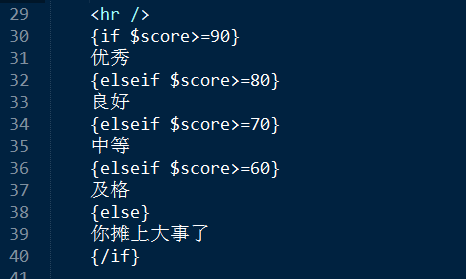 29 <hr />
30 {if $score>=90}
31 优秀
32 {elseif $score>=80}
33 良好
34 {elseif $score>=70}
35 中等
36 {elseif $score>=60}
37 及格
38 {else}
39 你摊上大事了
40 {/if}
41